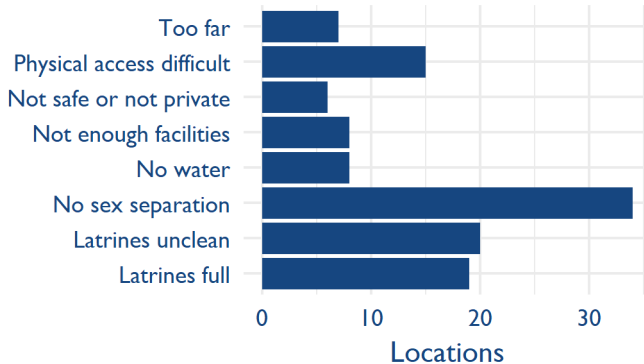 Too far
Physical access difficult
Not safe or not private
Not enough facilities
No water
No sex separation
Latrines unclean
Latrines full
0 10 20 30
Locations